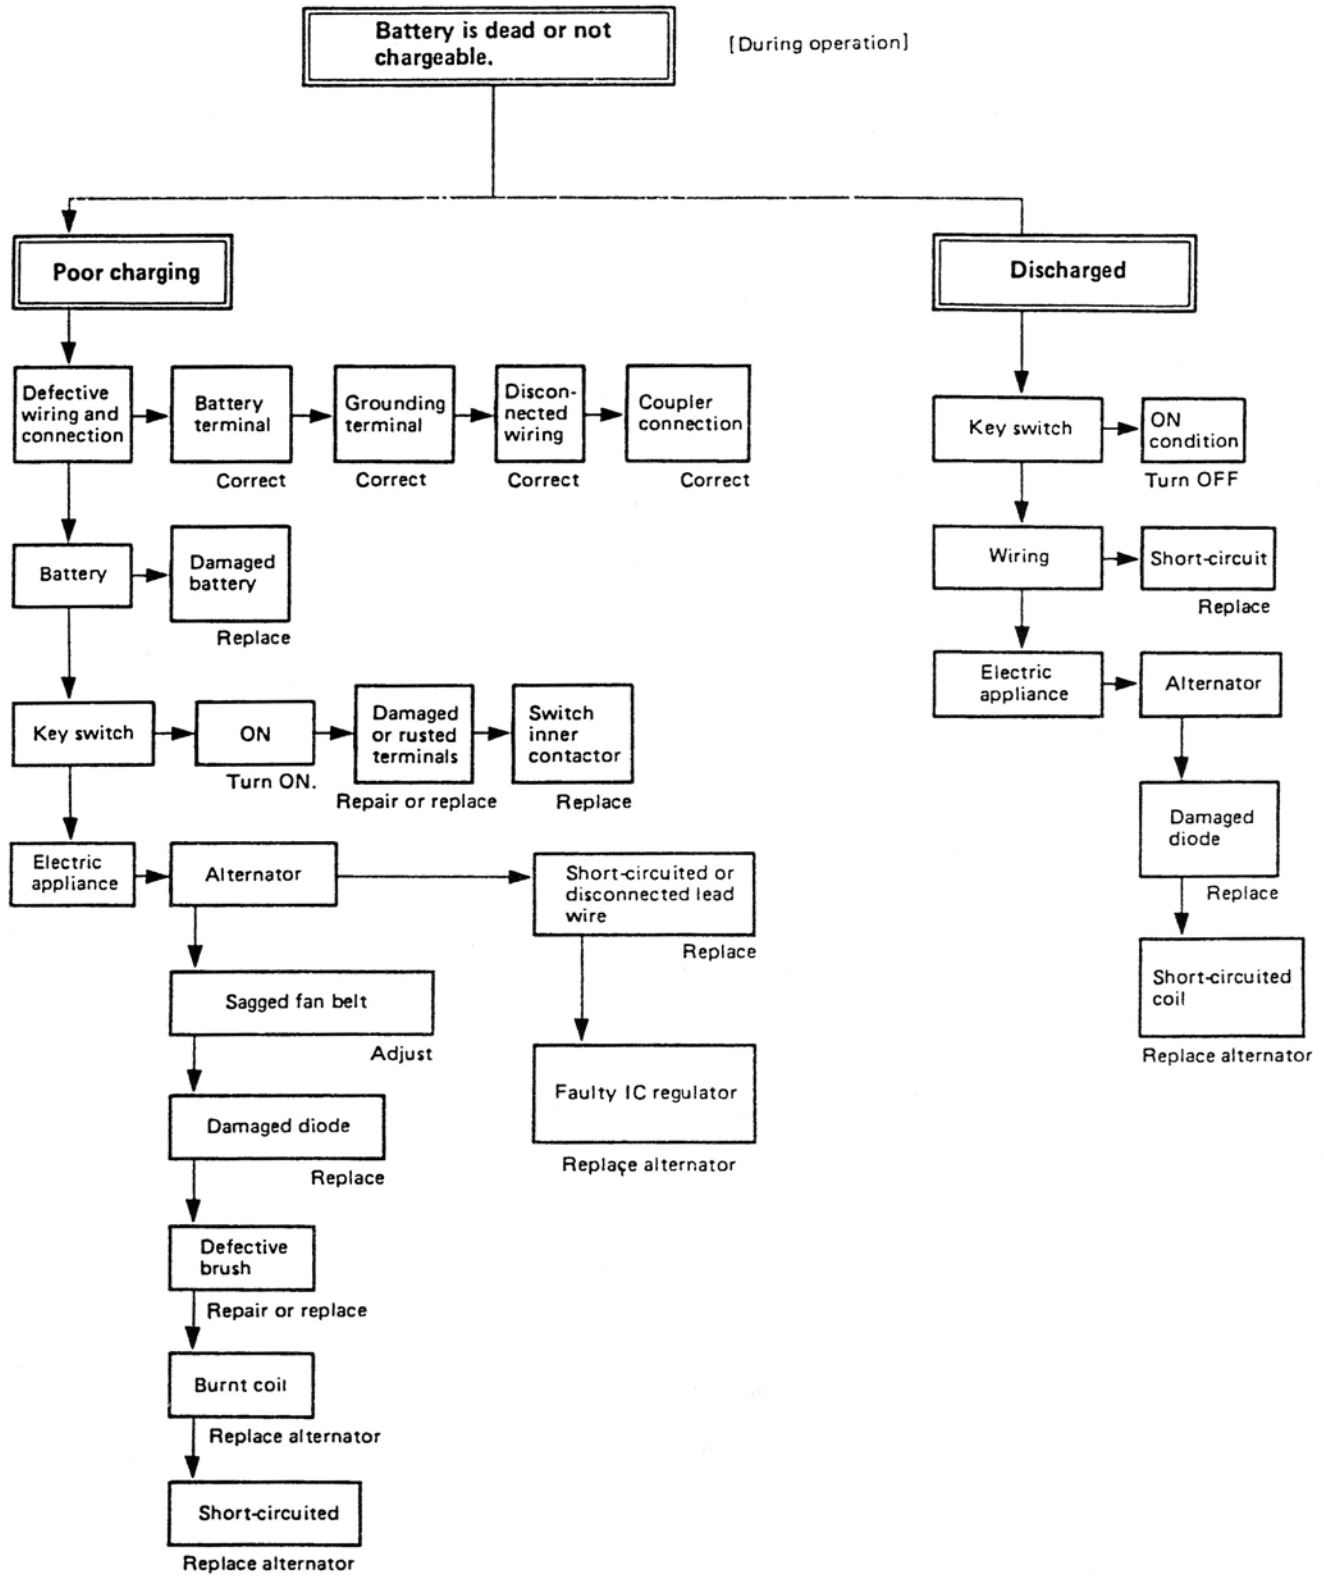 Battery is dead or not
chargeable.
[During operation]
Poor charging
Discharged
Defective
wiring and
connection
Battery
terminal
Correct
Grounding
terminal
Correct
Discon-
nected
wiring
Correct
Coupler
connection
Correct
Key switch
ON
condition
Turn OFF
Battery
Damaged
battery
Replace
Wiring
Short-circuit
Replace
Key switch
ON
Turn ON.
Damaged
or rusted
terminals
Repair or replace
Switch
inner
contactor
Replace
Electric
appliance
Alternator
Electric
appliance
Alternator
Short-circuited or
disconnected lead
wire
Replace
Damaged
diode
Replace
Sagged fan belt
Adjust
Faulty IC regulator
Replace alternator
Short-circuited
coil
Replace alternator
Damaged diode
Replace
Defective
brush
Repair or replace
Burnt coil
Replace alternator
Short-circuited
Replace alternator